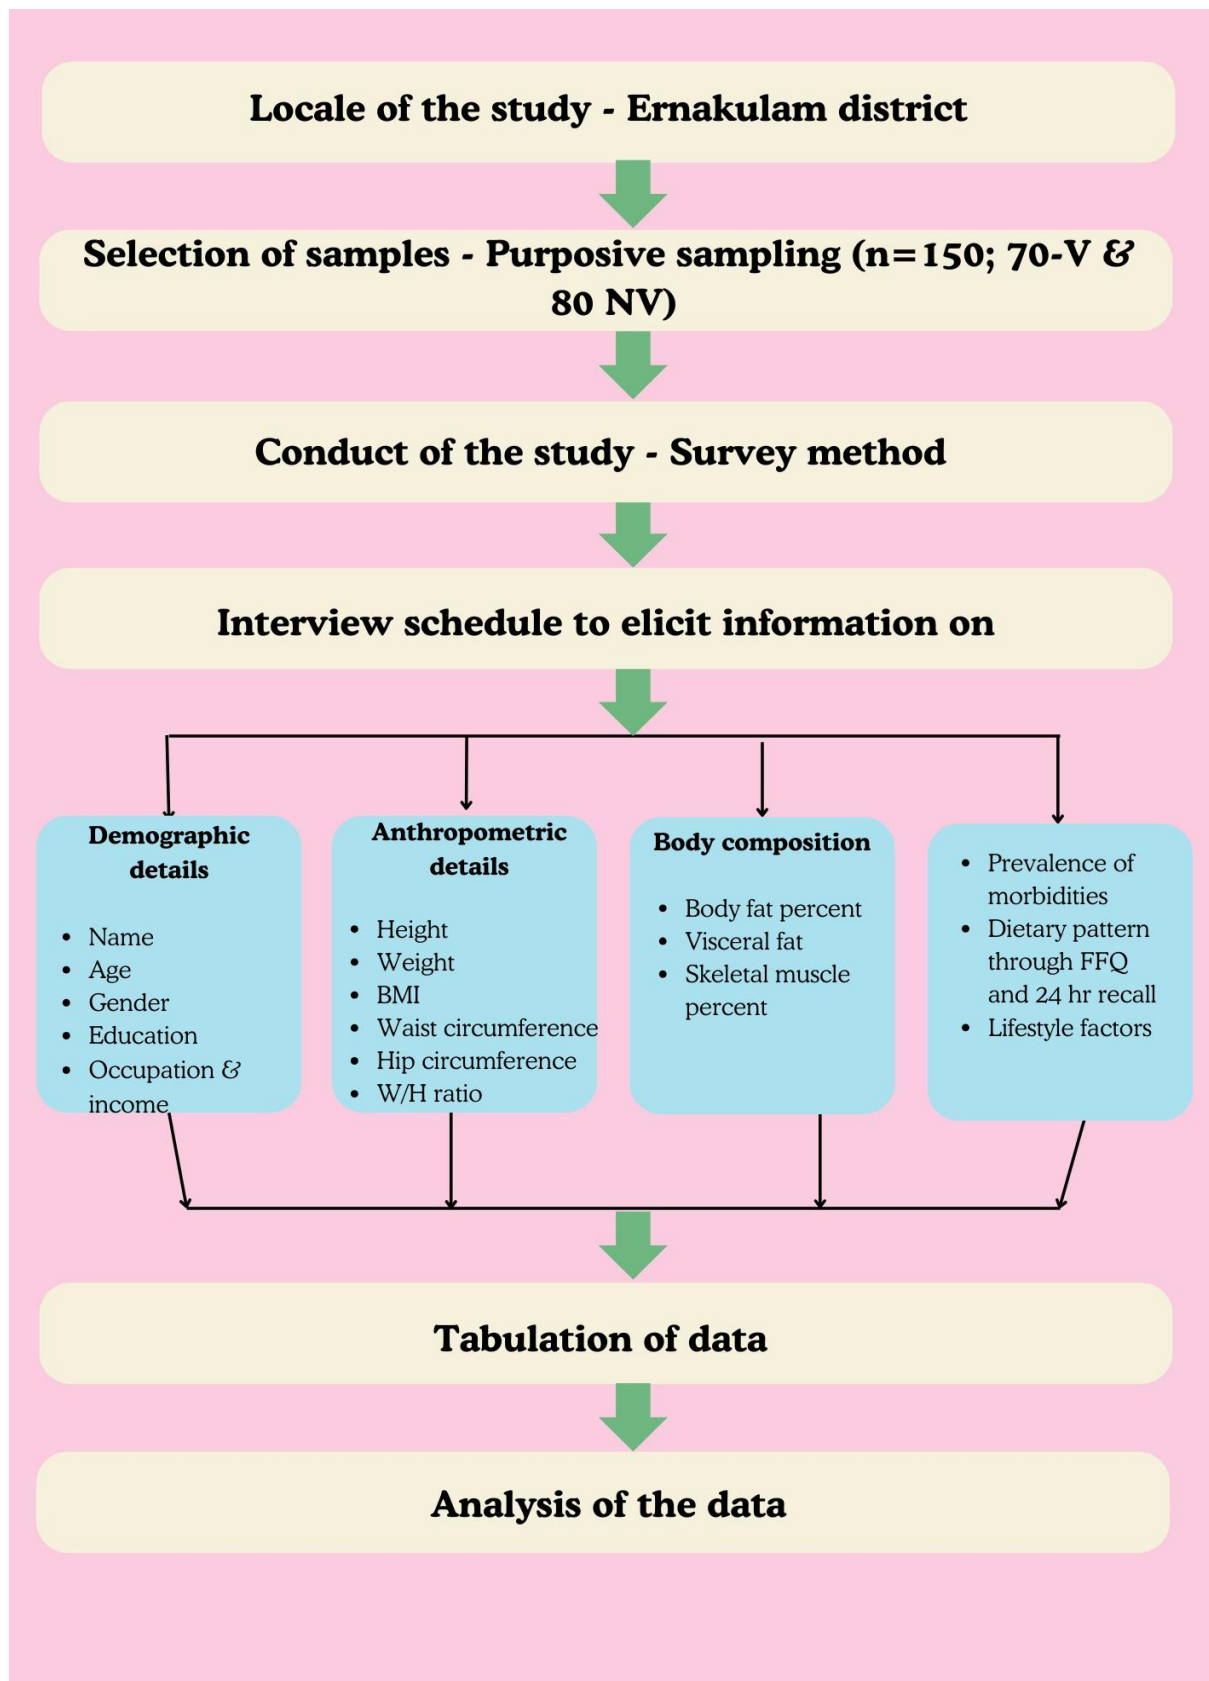 Locale of the study - Ernakulam district
Selection of samples - Purposive sampling (n=150; 70-V &
80 NV)
Conduct of the study - Survey method
Interview schedule to elicit information on
Demographic
details
• Name
• Age
• Gender
• Education
• Occupation &
income
Anthropometric
details
• Height
• Weight
• BMI
• Waist circumference
• Hip circumference
• W/H ratio
Body composition
• Body fat percent
• Visceral fat
• Skeletal muscle
percent
• Prevalence of
morbidities
• Dietary pattern
through FFQ
and 24 hr recall
• Lifestyle factors
Tabulation of data
Analysis of the data